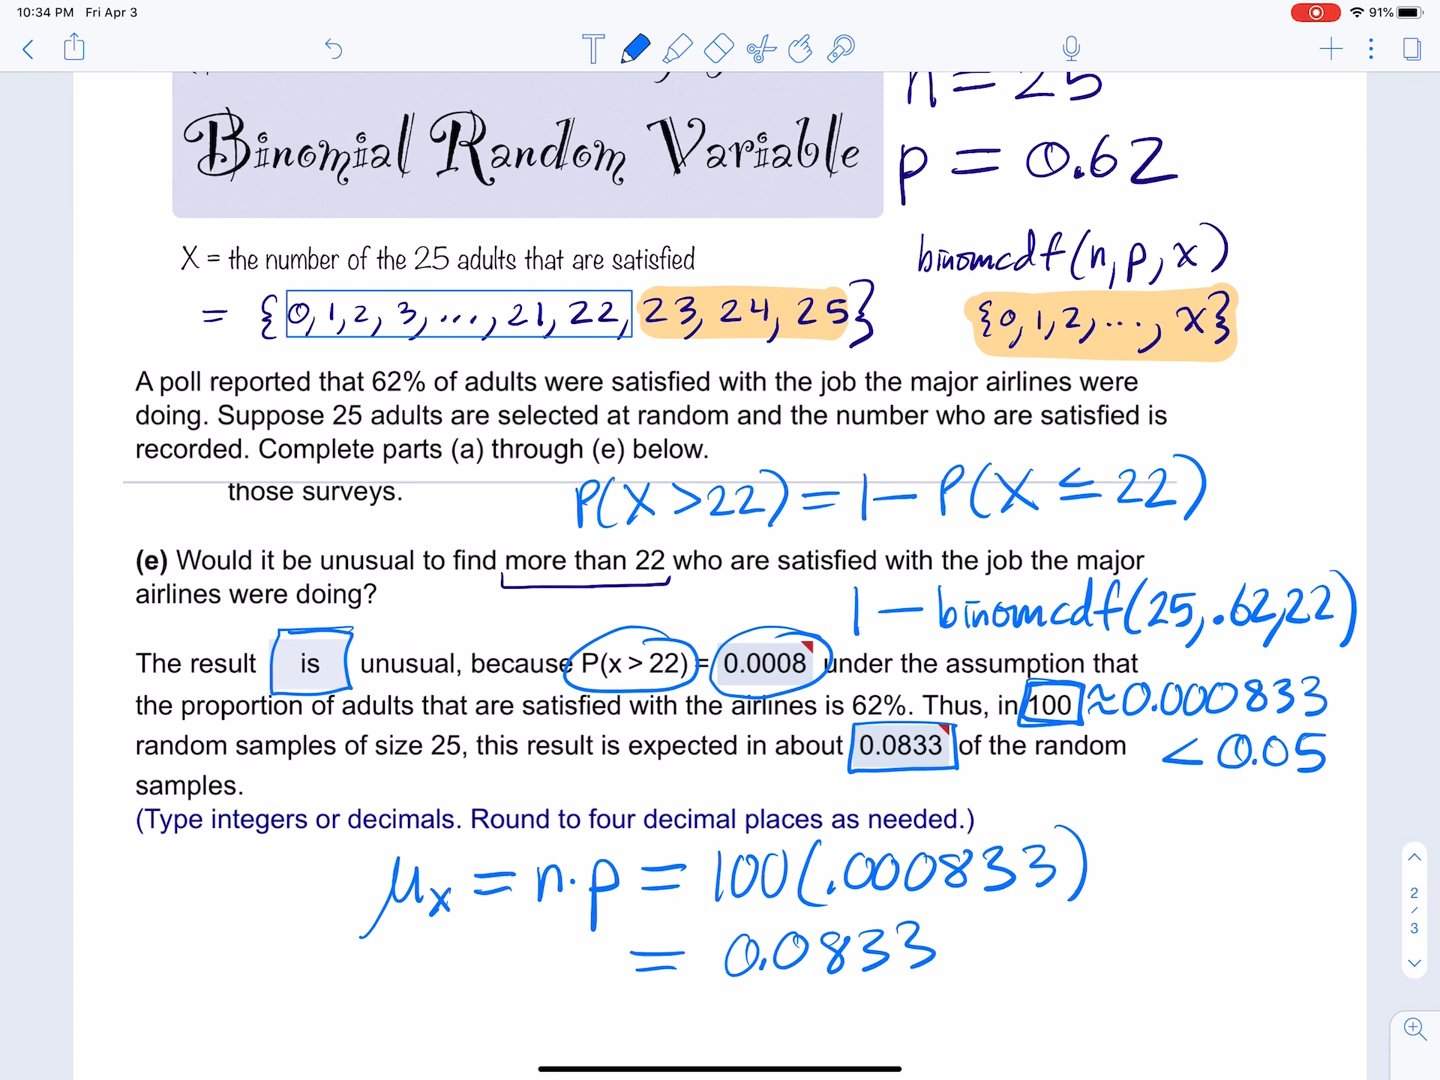 10:34 PM Fri Apr 3
91%
n = 25
Binomial Random Variable
p = 0.62
X = the number of the 25 adults that are satisfied
binomcdf(n, p, x)
= {0, 1, 2, 3, ..., 21, 22, 23, 24, 25}
{0, 1, 2, ..., x}
A poll reported that 62% of adults were satisfied with the job the major airlines were
doing. Suppose 25 adults are selected at random and the number who are satisfied is
recorded. Complete parts (a) through (e) below.
those surveys.
P(X > 22) = 1 − P(X ≤ 22)
(e) Would it be unusual to find more than 22 who are satisfied with the job the major
airlines were doing?
1 − binomcdf(25, .62, 22)
The result is unusual, because P(x > 22) = 0.0008 under the assumption that
the proportion of adults that are satisfied with the airlines is 62%. Thus, in 100
≈ 0.000833
random samples of size 25, this result is expected in about 0.0833 of the random
< 0.05
samples.
(Type integers or decimals. Round to four decimal places as needed.)
μx = n·p = 100(.000833)
= 0.0833
2
/
3